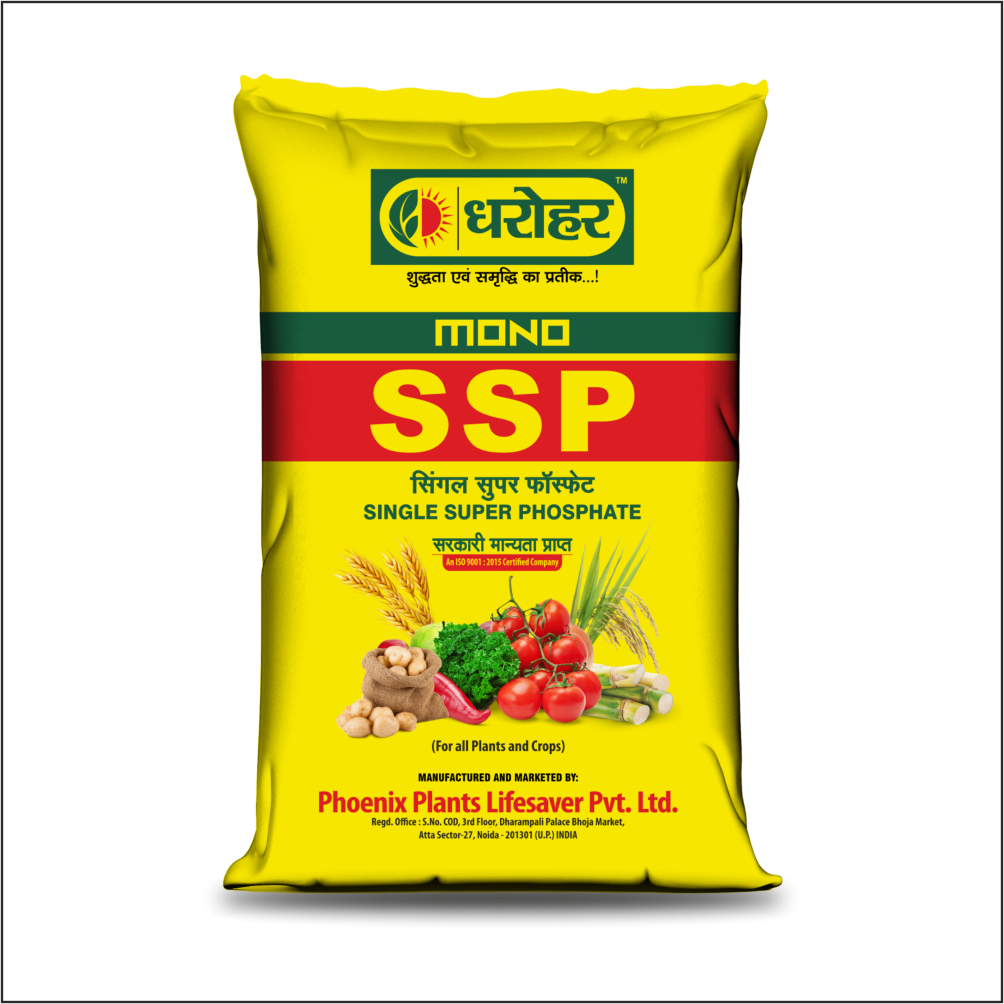 धरोहर TM
शुद्धता एवं समृद्धि का प्रतीक...!
MONO
SSP
सिंगल सुपर फॉस्फेट
SINGLE SUPER PHOSPHATE
सरकारी मान्यता प्राप्त
An ISO 9001 : 2015 Certified Company
(For all Plants and Crops)
MANUFACTURED AND MARKETED BY:
Phoenix Plants Lifesaver Pvt. Ltd.
Regd. Office : S.No. COD, 3rd Floor, Dharampali Palace Bhoja Market,
Atta Sector-27, Noida - 201301 (U.P.) INDIA